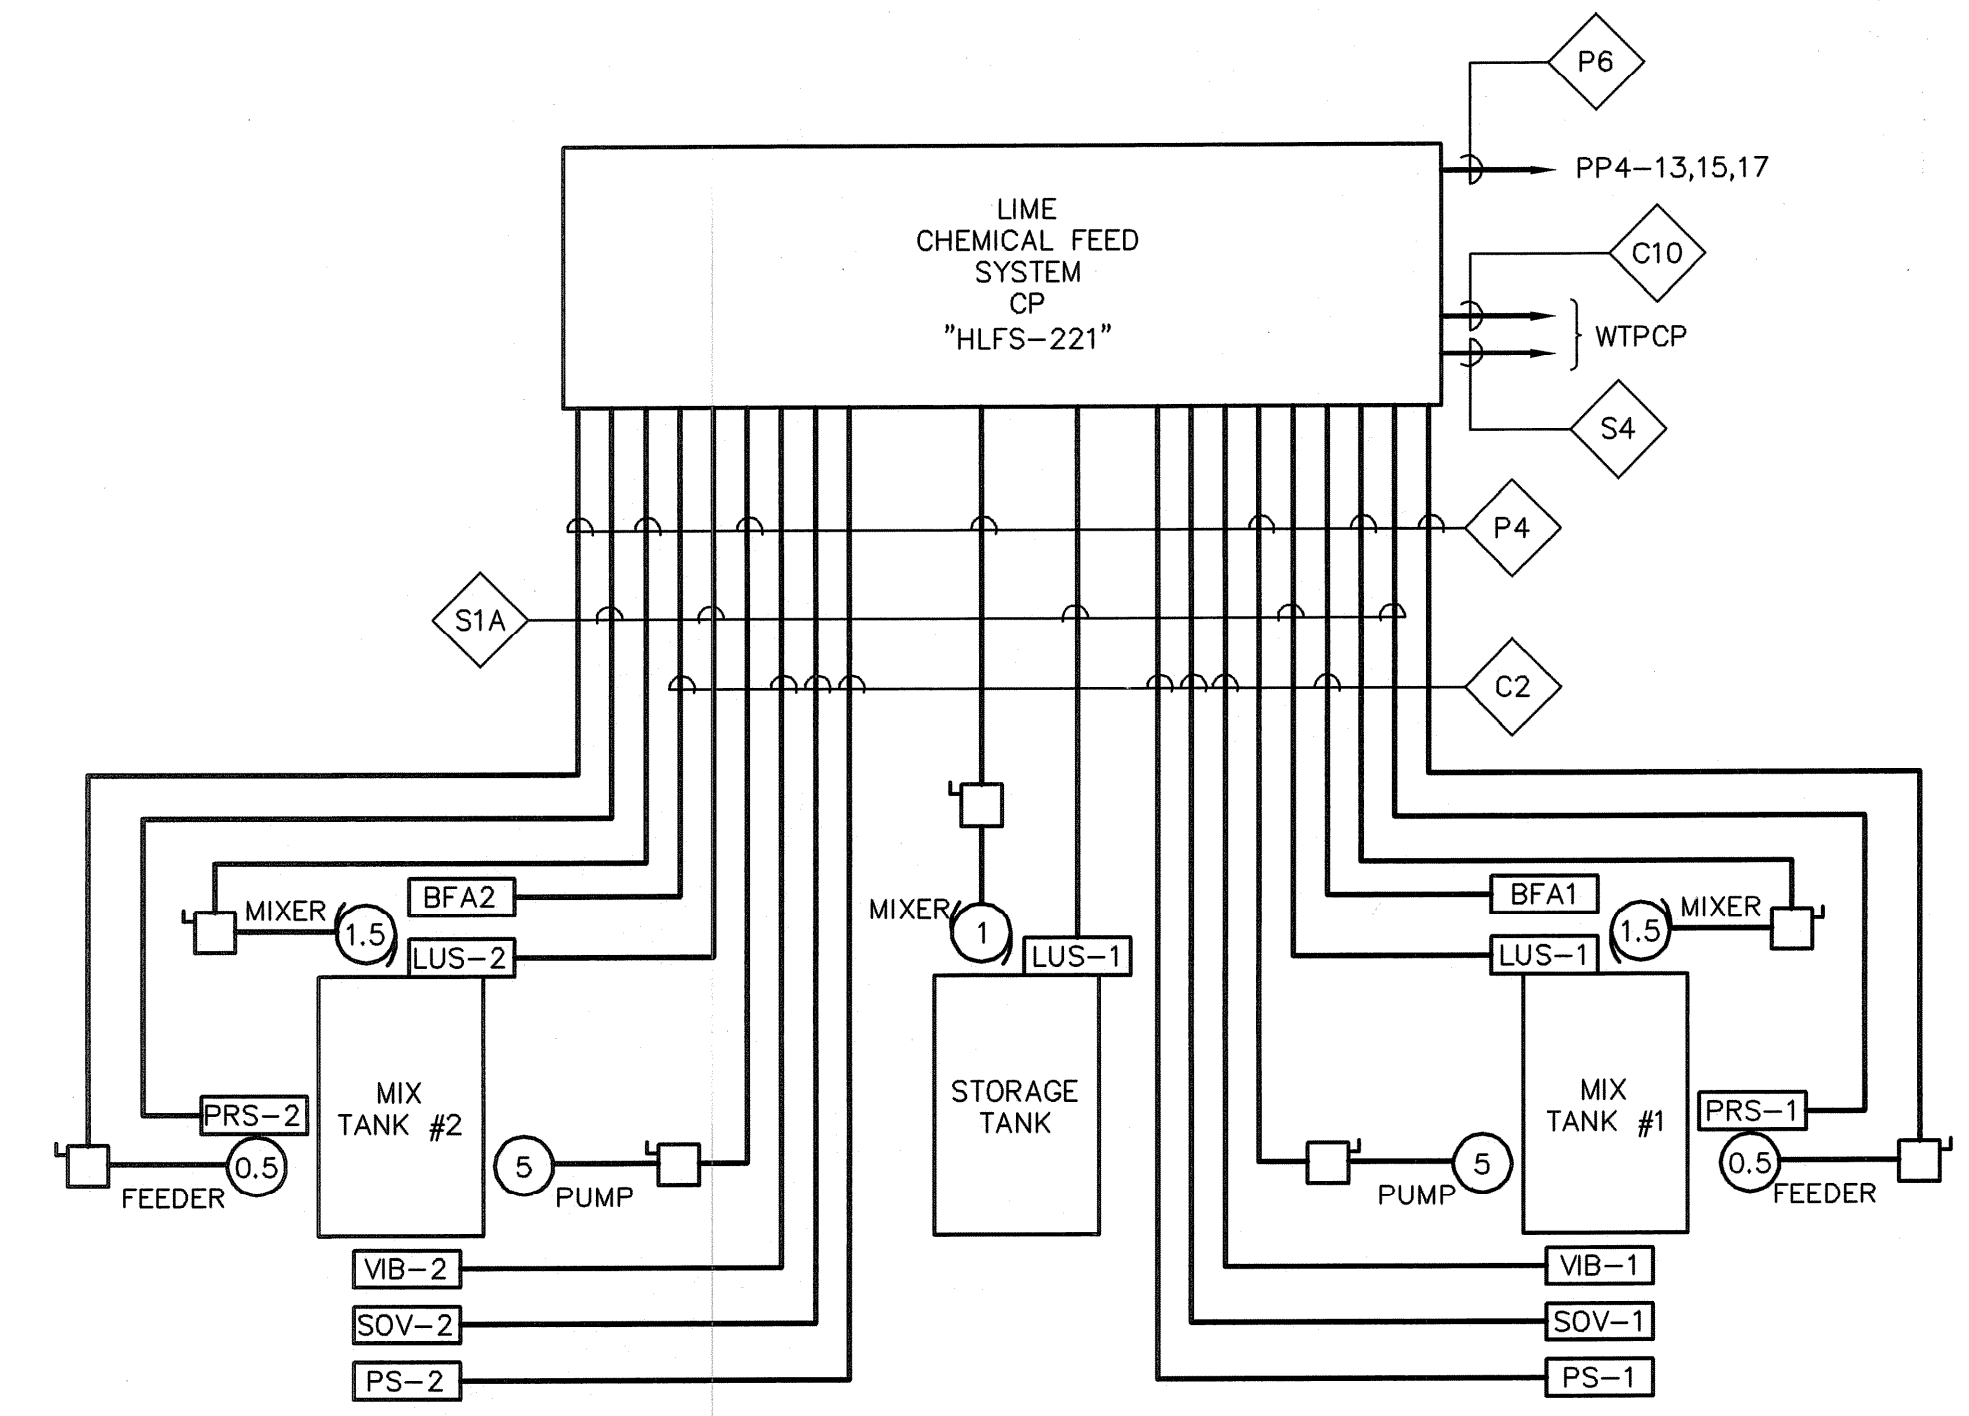 P6
PP4-13,15,17
LIME
CHEMICAL FEED
SYSTEM
CP
"HLFS-221"
C10
WTPCP
S4
P4
S1A
C2
MIXER
1.5
BFA2
LUS-2
MIX
TANK #2
PRS-2
0.5
FEEDER
5
PUMP
VIB-2
SOV-2
PS-2
MIXER
1
LUS-1
STORAGE
TANK
BFA1
LUS-1
1.5
MIXER
MIX
TANK #1
PRS-1
0.5
FEEDER
5
PUMP
VIB-1
SOV-1
PS-1